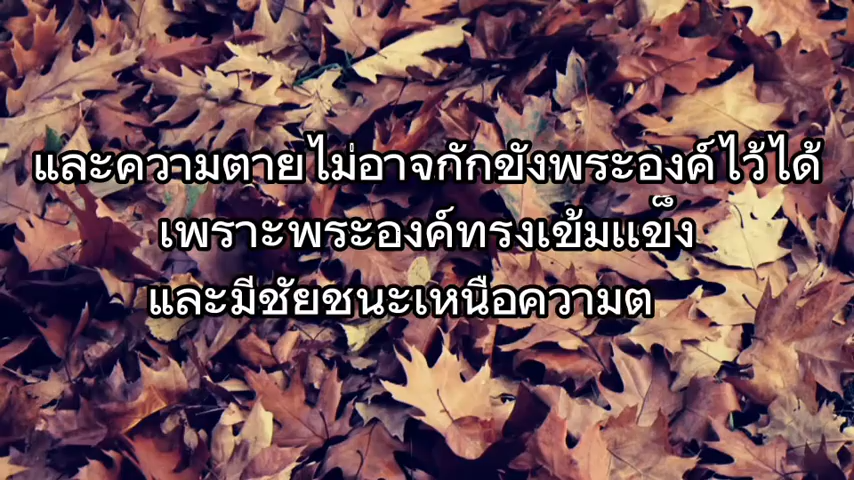 และความตายไม่อาจกักขังพระองค์ไว้ได้
เพราะพระองค์ทรงเข้มแข็ง
และมีชัยชนะเหนือความต